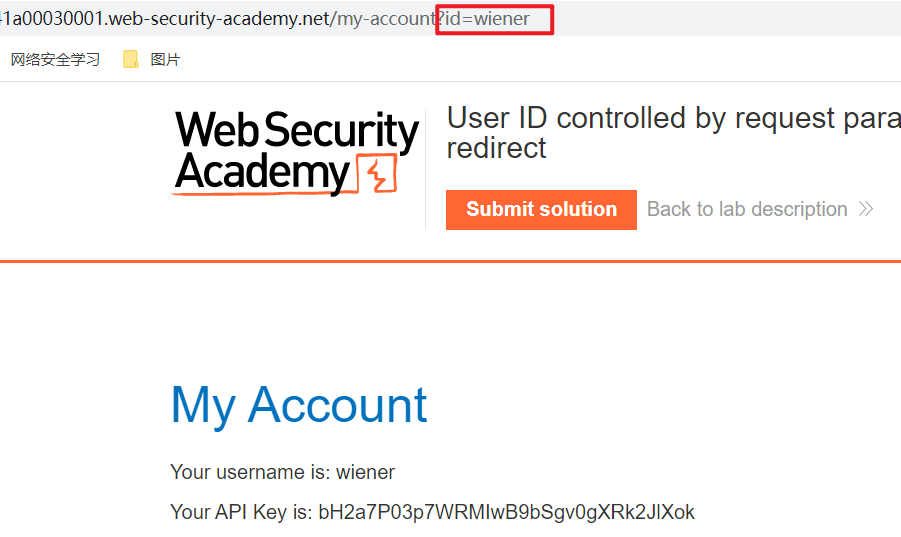 41a00030001.web-security-academy.net/my-account?id=wiener
网络安全学习 图片
Web Security
Academy
User ID controlled by request para
redirect
Submit solution Back to lab description
My Account
Your username is: wiener
Your API Key is: bH2a7P03p7WRMIwB9bSgv0gXRk2JlXok